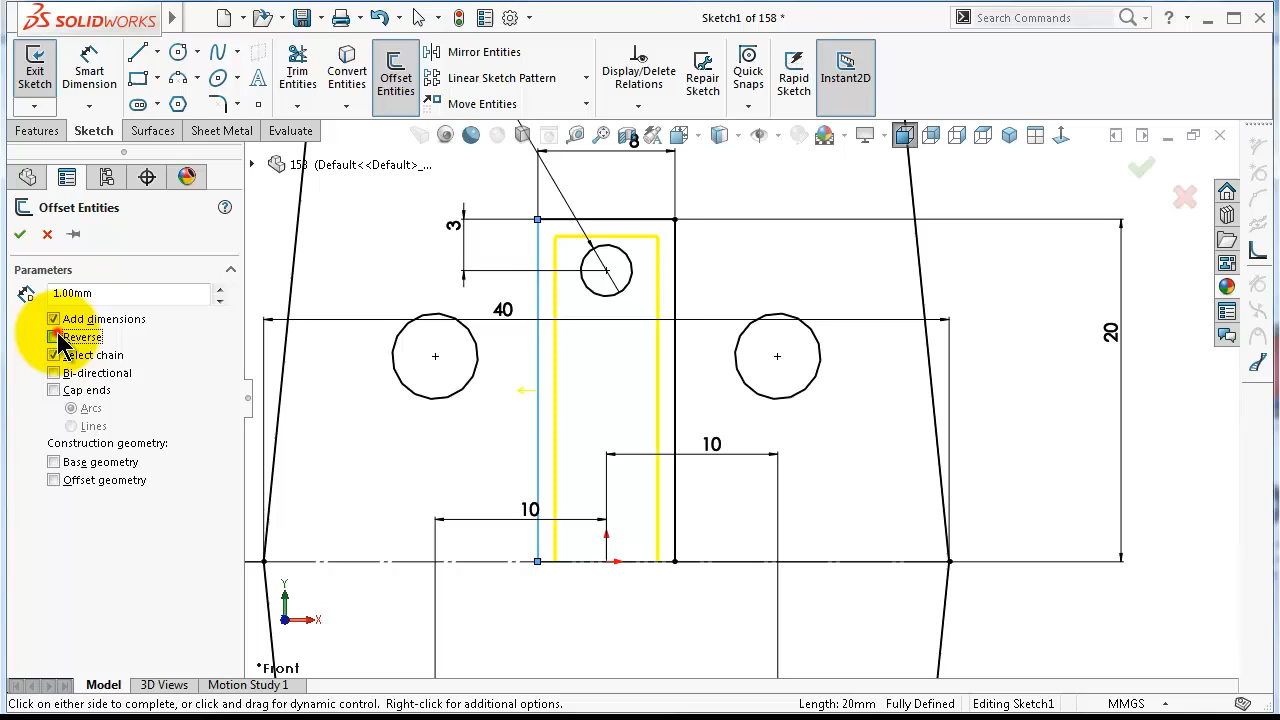 SOLIDWORKS
Sketch1 of 158 *
Search Commands
?
Exit Sketch
Smart Dimension
Trim Entities
Convert Entities
Offset Entities
Mirror Entities
Linear Sketch Pattern
Move Entities
Display/Delete Relations
Repair Sketch
Quick Snaps
Rapid Sketch
Instant2D
Features
Sketch
Surfaces
Sheet Metal
Evaluate
158 (Default<<Default>_...
Offset Entities
?
Parameters
1.00mm
Add dimensions
Reverse
Select chain
Bi-directional
Cap ends
Arcs
Lines
Construction geometry:
Base geometry
Offset geometry
8
3
40
20
10
10
Y
X
*Front
Model
3D Views
Motion Study 1
Click on either side to complete, or click and drag for dynamic control. Right-click for additional options.
Length: 20mm
Fully Defined
Editing Sketch1
MMGS